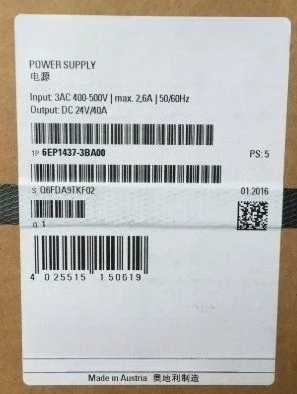 POWER SUPPLY
电源
Input: 3AC 400-500V | max. 2,6A | 50/60Hz
Output: DC 24V/40A
1P 6EP1437-3BA00 PS: 5
S Q6FDA9TKF02 01.2016
Q 1
4 025515 150619
Made in Austria 奥地利制造